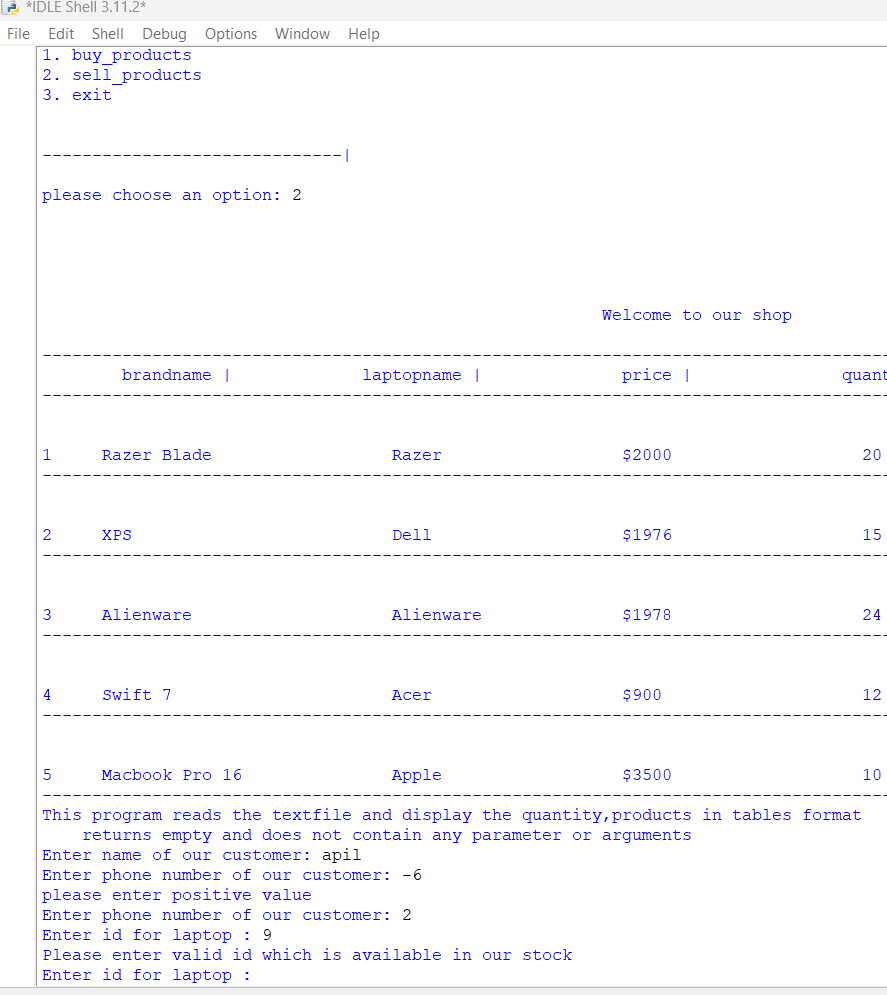 *IDLE Shell 3.11.2*
File Edit Shell Debug Options Window Help
1. buy_products
2. sell_products
3. exit
------------------------------|
please choose an option: 2
Welcome to our shop
-------------------------------------------------------------------------------------
brandname | laptopname | price | quant
-------------------------------------------------------------------------------------
1 Razer Blade Razer $2000 20
-------------------------------------------------------------------------------------
2 XPS Dell $1976 15
-------------------------------------------------------------------------------------
3 Alienware Alienware $1978 24
-------------------------------------------------------------------------------------
4 Swift 7 Acer $900 12
-------------------------------------------------------------------------------------
5 Macbook Pro 16 Apple $3500 10
-------------------------------------------------------------------------------------
This program reads the textfile and display the quantity,products in tables format
returns empty and does not contain any parameter or arguments
Enter name of our customer: apil
Enter phone number of our customer: -6
please enter positive value
Enter phone number of our customer: 2
Enter id for laptop : 9
Please enter valid id which is available in our stock
Enter id for laptop :